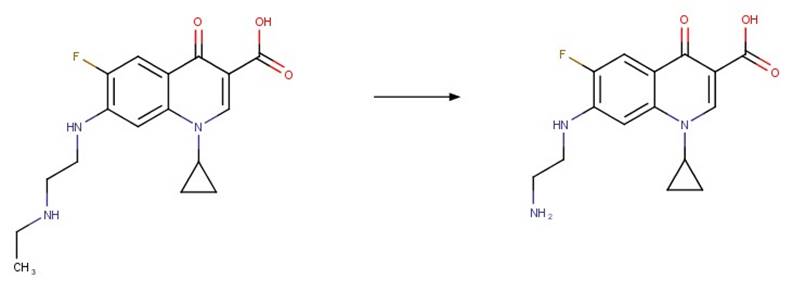 O OH O OH
F O F O
HN N HN N
NH NH₂
CH₃